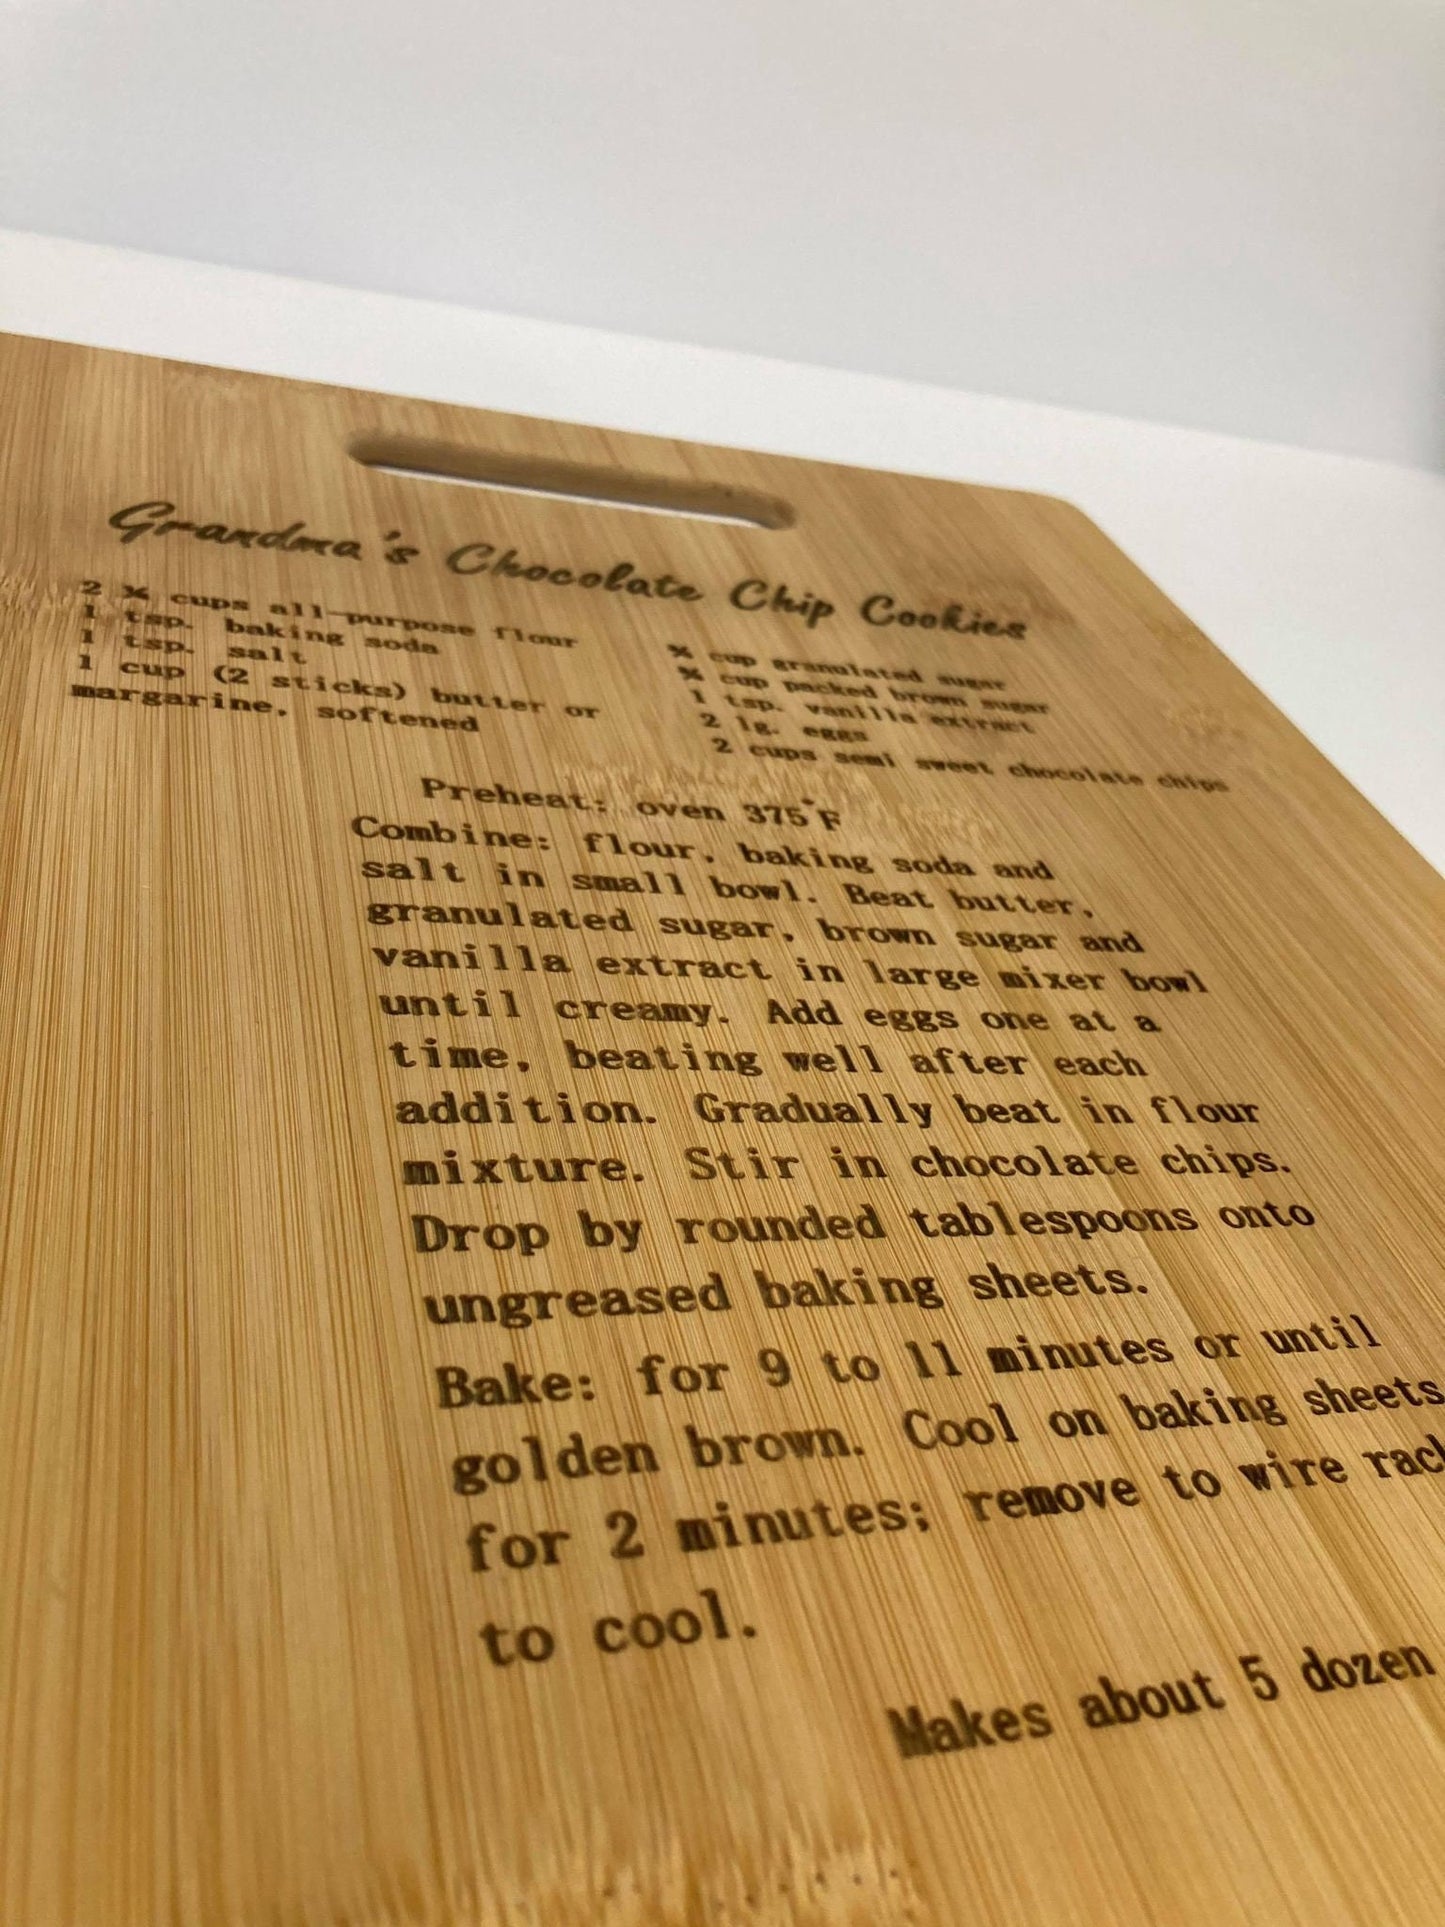 Grandma's Chocolate Chip Cookies
2 cups all-purpose flour
1 tsp. baking soda
1 tsp. salt
1 cup (2 sticks) butter or
margarine, softened
cup granulated sugar
cup packed brown sugar
1 tsp. vanilla extract
2 lg. eggs
2 cups semi sweet chocolate chips
Preheat: oven 375°F
Combine: flour, baking soda and
salt in small bowl. Beat butter,
granulated sugar, brown sugar and
vanilla extract in large mixer bowl
until creamy. Add eggs one at a
time, beating well after each
addition. Gradually beat in flour
mixture. Stir in chocolate chips.
Drop by rounded tablespoons onto
ungreased baking sheets.
Bake: for 9 to 11 minutes or until
golden brown. Cool on baking sheets
for 2 minutes; remove to wire rack
to cool.
Makes about 5 dozen